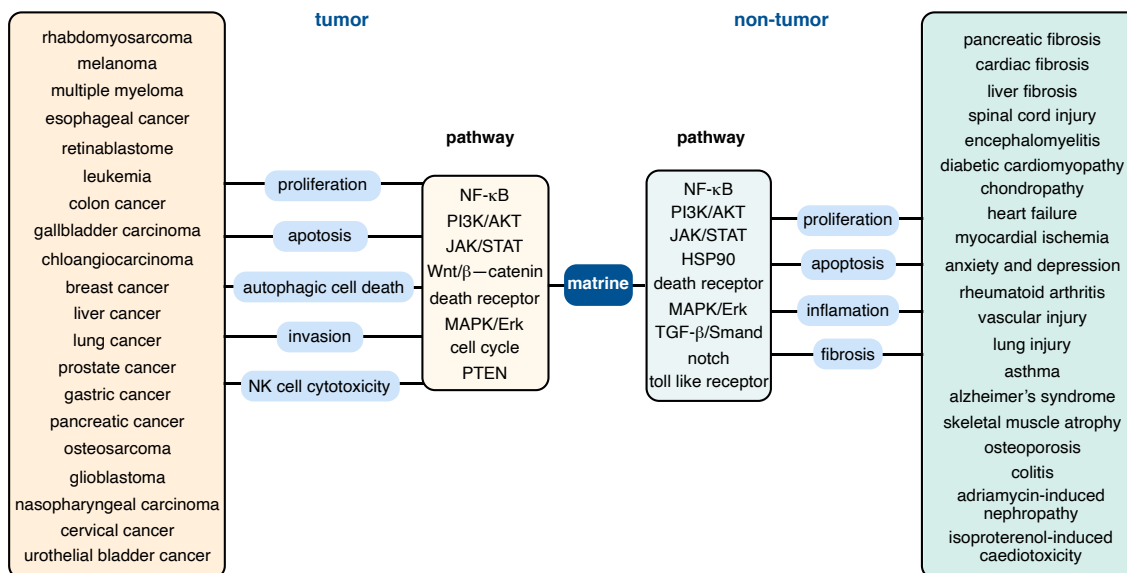 tumor
rhabdomyosarcoma
melanoma
multiple myeloma
esophageal cancer
retinablastome
leukemia
colon cancer
gallbladder carcinoma
chloangiocarcinoma
breast cancer
liver cancer
lung cancer
prostate cancer
gastric cancer
pancreatic cancer
osteosarcoma
glioblastoma
nasopharyngeal carcinoma
cervical cancer
urothelial bladder cancer
proliferation
apotosis
autophagic cell death
invasion
NK cell cytotoxicity
pathway
NF-κB
PI3K/AKT
JAK/STAT
Wnt/β−catenin
death receptor
MAPK/Erk
cell cycle
PTEN
matrine
non-tumor
pathway
NF-κB
PI3K/AKT
JAK/STAT
HSP90
death receptor
MAPK/Erk
TGF-β/Smand
notch
toll like receptor
proliferation
apoptosis
inflamation
fibrosis
pancreatic fibrosis
cardiac fibrosis
liver fibrosis
spinal cord injury
encephalomyelitis
diabetic cardiomyopathy
chondropathy
heart failure
myocardial ischemia
anxiety and depression
rheumatoid arthritis
vascular injury
lung injury
asthma
alzheimer's syndrome
skeletal muscle atrophy
osteoporosis
colitis
adriamycin-induced
nephropathy
isoproterenol-induced
caediotoxicity